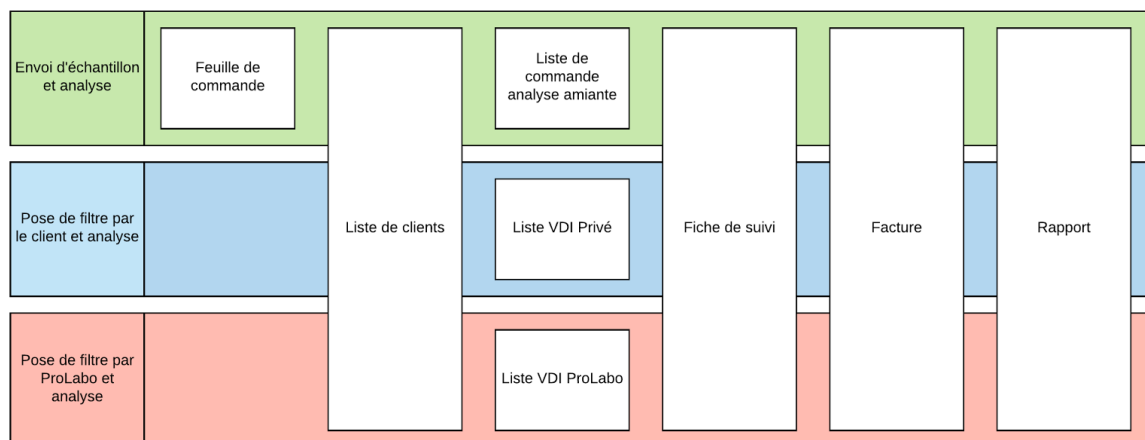 Envoi d'échantillon
et analyse
Feuille de
commande
Liste de
commande
analyse amiante
Pose de filtre par
le client et analyse
Liste de clients
Liste VDI Privé
Fiche de suivi
Facture
Rapport
Pose de filtre par
ProLabo et
analyse
Liste VDI ProLabo